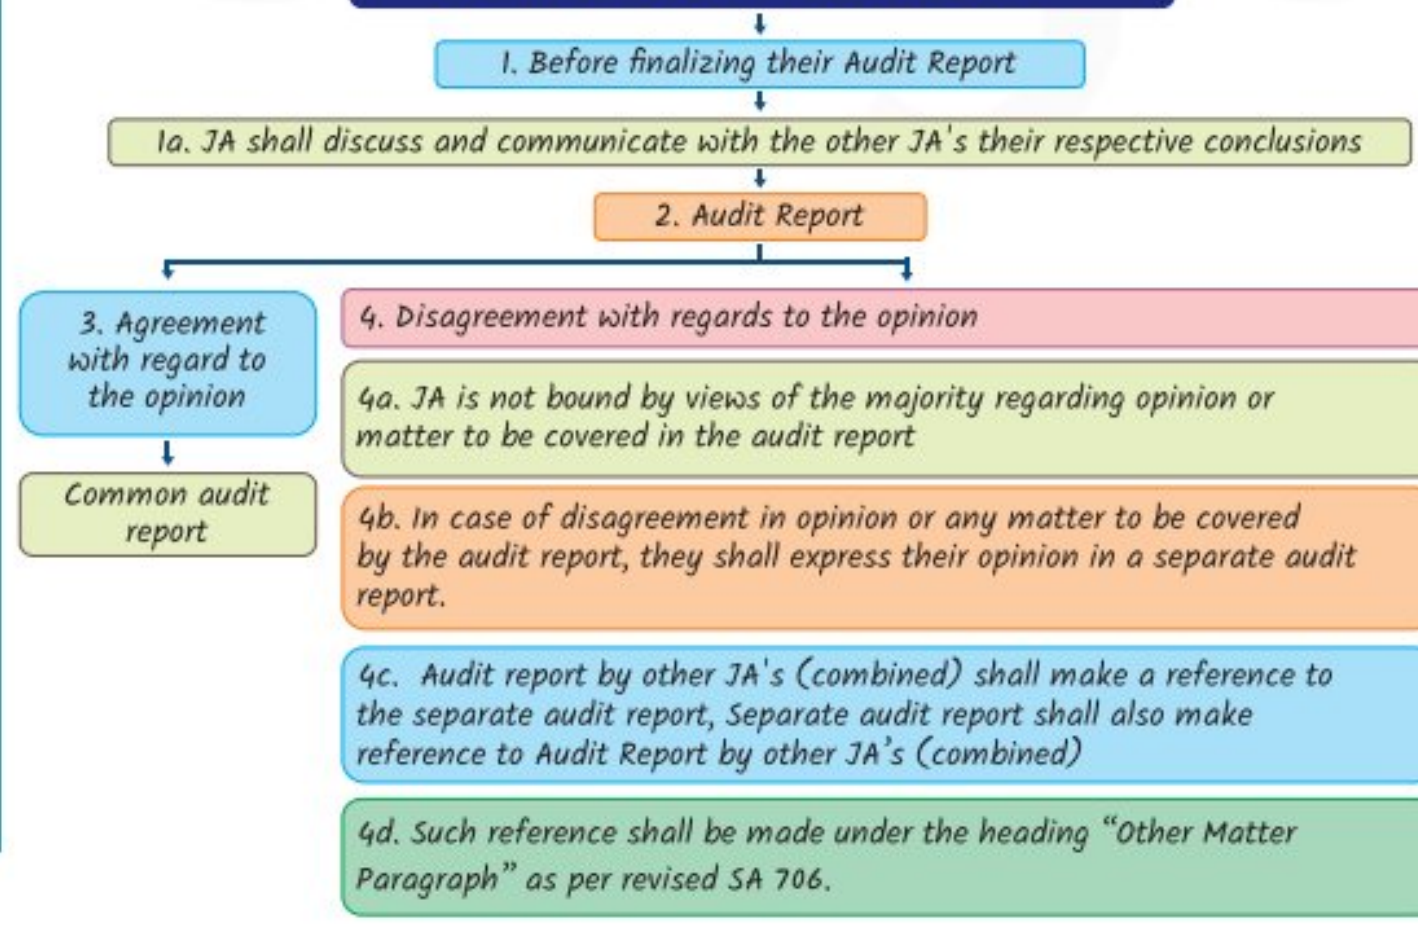 1. Before finalizing their Audit Report
1a. JA shall discuss and communicate with the other JA's their respective conclusions
2. Audit Report
3. Agreement
with regard to
the opinion
Common audit
report
4. Disagreement with regards to the opinion
4a. JA is not bound by views of the majority regarding opinion or
matter to be covered in the audit report
4b. In case of disagreement in opinion or any matter to be covered
by the audit report, they shall express their opinion in a separate audit
report.
4c. Audit report by other JA's (combined) shall make a reference to
the separate audit report, Separate audit report shall also make
reference to Audit Report by other JA’s (combined)
4d. Such reference shall be made under the heading “Other Matter
Paragraph” as per revised SA 706.